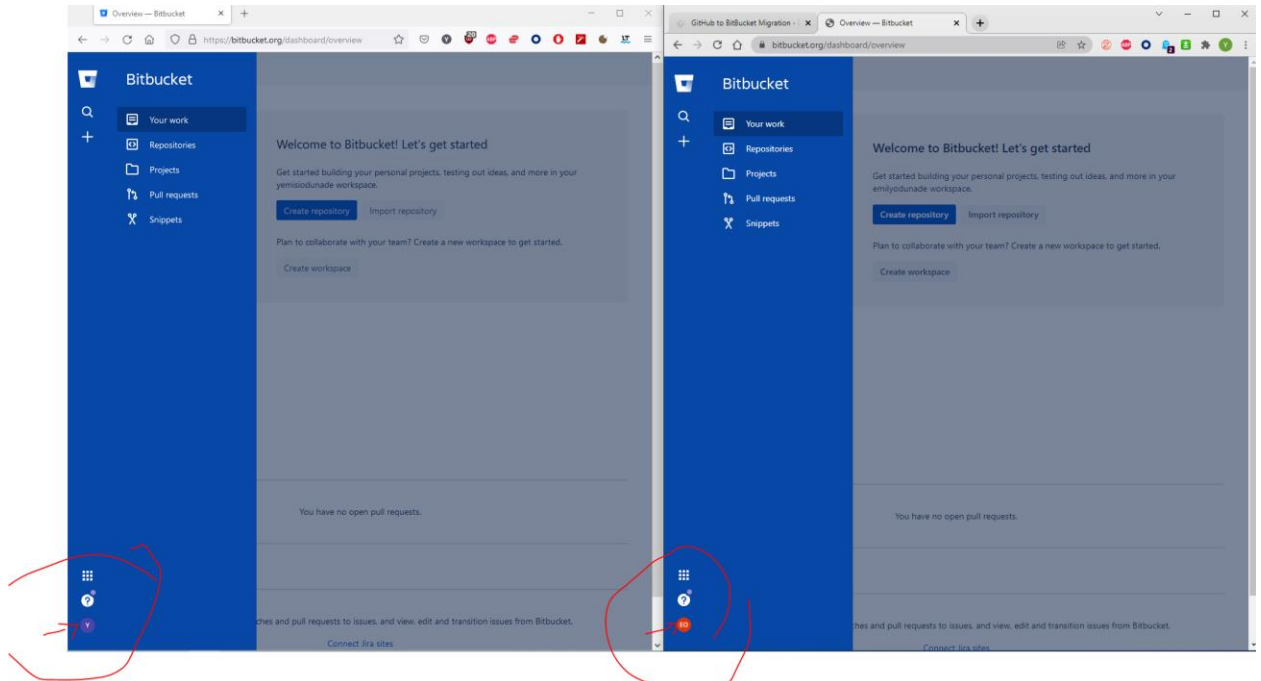 Overview — Bitbucket
https://bitbucket.org/dashboard/overview
20
Bitbucket
Your work
Repositories
Projects
Pull requests
Snippets
Welcome to Bitbucket! Let's get started
Get started building your personal projects, testing out ideas, and more in your
yemisiodunade workspace.
Create repository
Import repository
Plan to collaborate with your team? Create a new workspace to get started.
Create workspace
You have no open pull requests.
ches and pull requests to issues, and view, edit and transition issues from Bitbucket.
Connect Jira sites
Y
GitHub to BitBucket Migration -
Overview — Bitbucket
bitbucket.org/dashboard/overview
Y
Bitbucket
Your work
Repositories
Projects
Pull requests
Snippets
Welcome to Bitbucket! Let's get started
Get started building your personal projects, testing out ideas, and more in your
emilyodunade workspace.
Create repository
Import repository
Plan to collaborate with your team? Create a new workspace to get started.
Create workspace
You have no open pull requests.
hes and pull requests to issues, and view, edit and transition issues from Bitbucket.
Connect Jira sites
EO